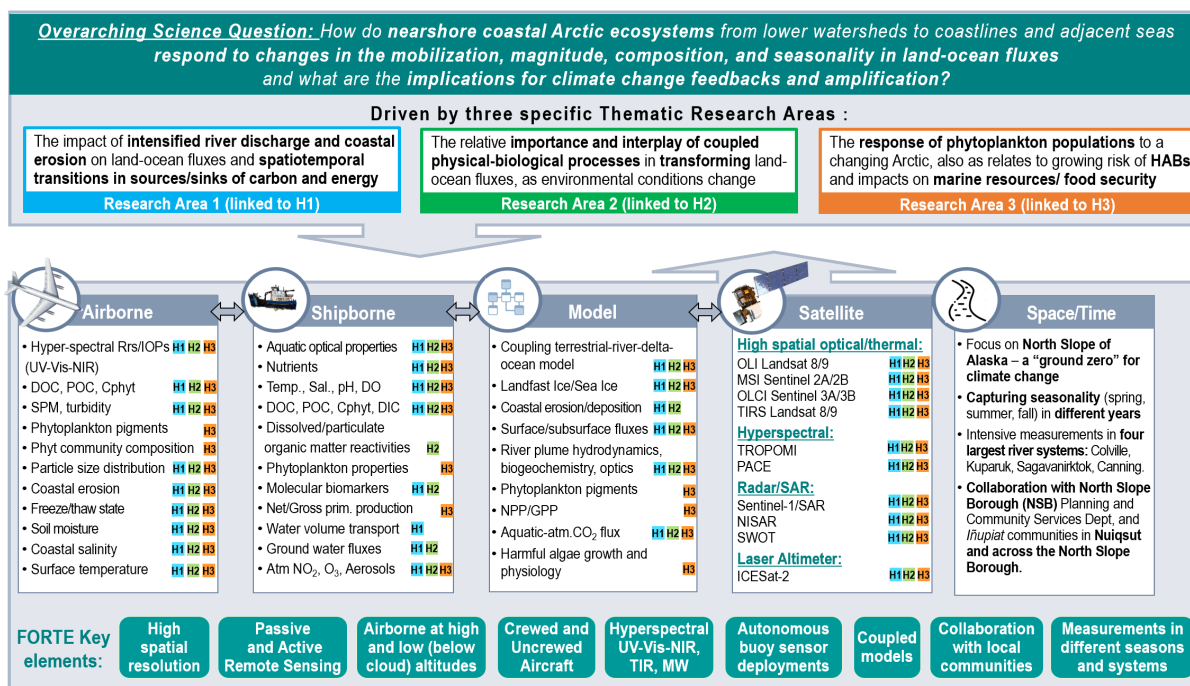 Overarching Science Question: How do nearshore coastal Arctic ecosystems from lower watersheds to coastlines and adjacent seas
respond to changes in the mobilization, magnitude, composition, and seasonality in land-ocean fluxes
and what are the implications for climate change feedbacks and amplification?
Driven by three specific Thematic Research Areas :
The impact of intensified river discharge and coastal
erosion on land-ocean fluxes and spatiotemporal
transitions in sources/sinks of carbon and energy
Research Area 1 (linked to H1)
The relative importance and interplay of coupled
physical-biological processes in transforming land-
ocean fluxes, as environmental conditions change
Research Area 2 (linked to H2)
The response of phytoplankton populations to a
changing Arctic, also as relates to growing risk of HABs
and impacts on marine resources/ food security
Research Area 3 (linked to H3)
Airborne
• Hyper-spectral Rrs/IOPs H1 H2 H3
(UV-Vis-NIR)
• DOC, POC, Cphyt H1 H2 H3
• SPM, turbidity H1 H2 H3
• Phytoplankton pigments H3
• Phyt community composition H3
• Particle size distribution H1 H2 H3
• Coastal erosion H1 H2 H3
• Freeze/thaw state H1 H2 H3
• Soil moisture H1 H2 H3
• Coastal salinity H1 H2 H3
• Surface temperature H1 H2 H3
Shipborne
• Aquatic optical properties H1 H2 H3
• Nutrients H1 H2 H3
• Temp., Sal., pH, DO H1 H2 H3
• DOC, POC, Cphyt, DIC H1 H2 H3
• Dissolved/particulate
organic matter reactivities H2
• Phytoplankton properties H3
• Molecular biomarkers H1 H2
• Net/Gross prim. production H3
• Water volume transport H1
• Ground water fluxes H1 H2
• Atm NO2, O3, Aerosols H1 H2 H3
Model
• Coupling terrestrial-river-delta-
ocean model H1 H2 H3
• Landfast Ice/Sea Ice H1 H2 H3
• Coastal erosion/deposition H1 H2
• Surface/subsurface fluxes H1 H2 H3
• River plume hydrodynamics,
biogeochemistry, optics H1 H2 H3
• Phytoplankton pigments H3
• NPP/GPP H3
• Aquatic-atm.CO2 flux H1 H2 H3
• Harmful algae growth and
physiology H3
Satellite
High spatial optical/thermal:
OLI Landsat 8/9 H1 H2 H3
MSI Sentinel 2A/2B H1 H2 H3
OLCI Sentinel 3A/3B H1 H2 H3
TIRS Landsat 8/9 H1 H2 H3
Hyperspectral:
TROPOMI H1 H2 H3
PACE H1 H2 H3
Radar/SAR:
Sentinel-1/SAR H1 H2 H3
NISAR H1 H2 H3
SWOT H1 H2 H3
Laser Altimeter:
ICESat-2 H1 H2 H3
Space/Time
• Focus on North Slope of
Alaska – a “ground zero” for
climate change
• Capturing seasonality (spring,
summer, fall) in different years
• Intensive measurements in four
largest river systems: Colville,
Kuparuk, Sagavanirktok, Canning.
• Collaboration with North Slope
Borough (NSB) Planning and
Community Services Dept, and
Iñupiat communities in Nuiqsut
and across the North Slope
Borough.
FORTE Key
elements:
High
spatial
resolution
Passive
and Active
Remote Sensing
Airborne at high
and low (below
cloud) altitudes
Crewed and
Uncrewed
Aircraft
Hyperspectral
UV-Vis-NIR,
TIR, MW
Autonomous
buoy sensor
deployments
Coupled
models
Collaboration
with local
communities
Measurements in
different seasons
and systems